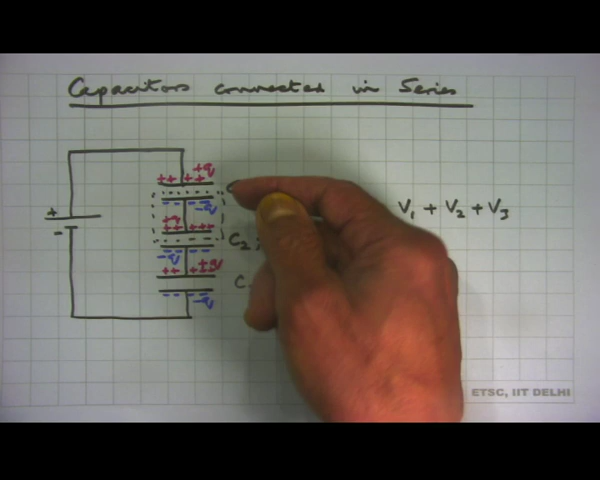 Capacitors connected in Series
+ +q
++ ++
C
-- -q
+q V₁ + V₂ + V₃
- ++ +++
-- -- C₂
-q +q
++ ++
C
-- -q
ETSC, IIT DELHI